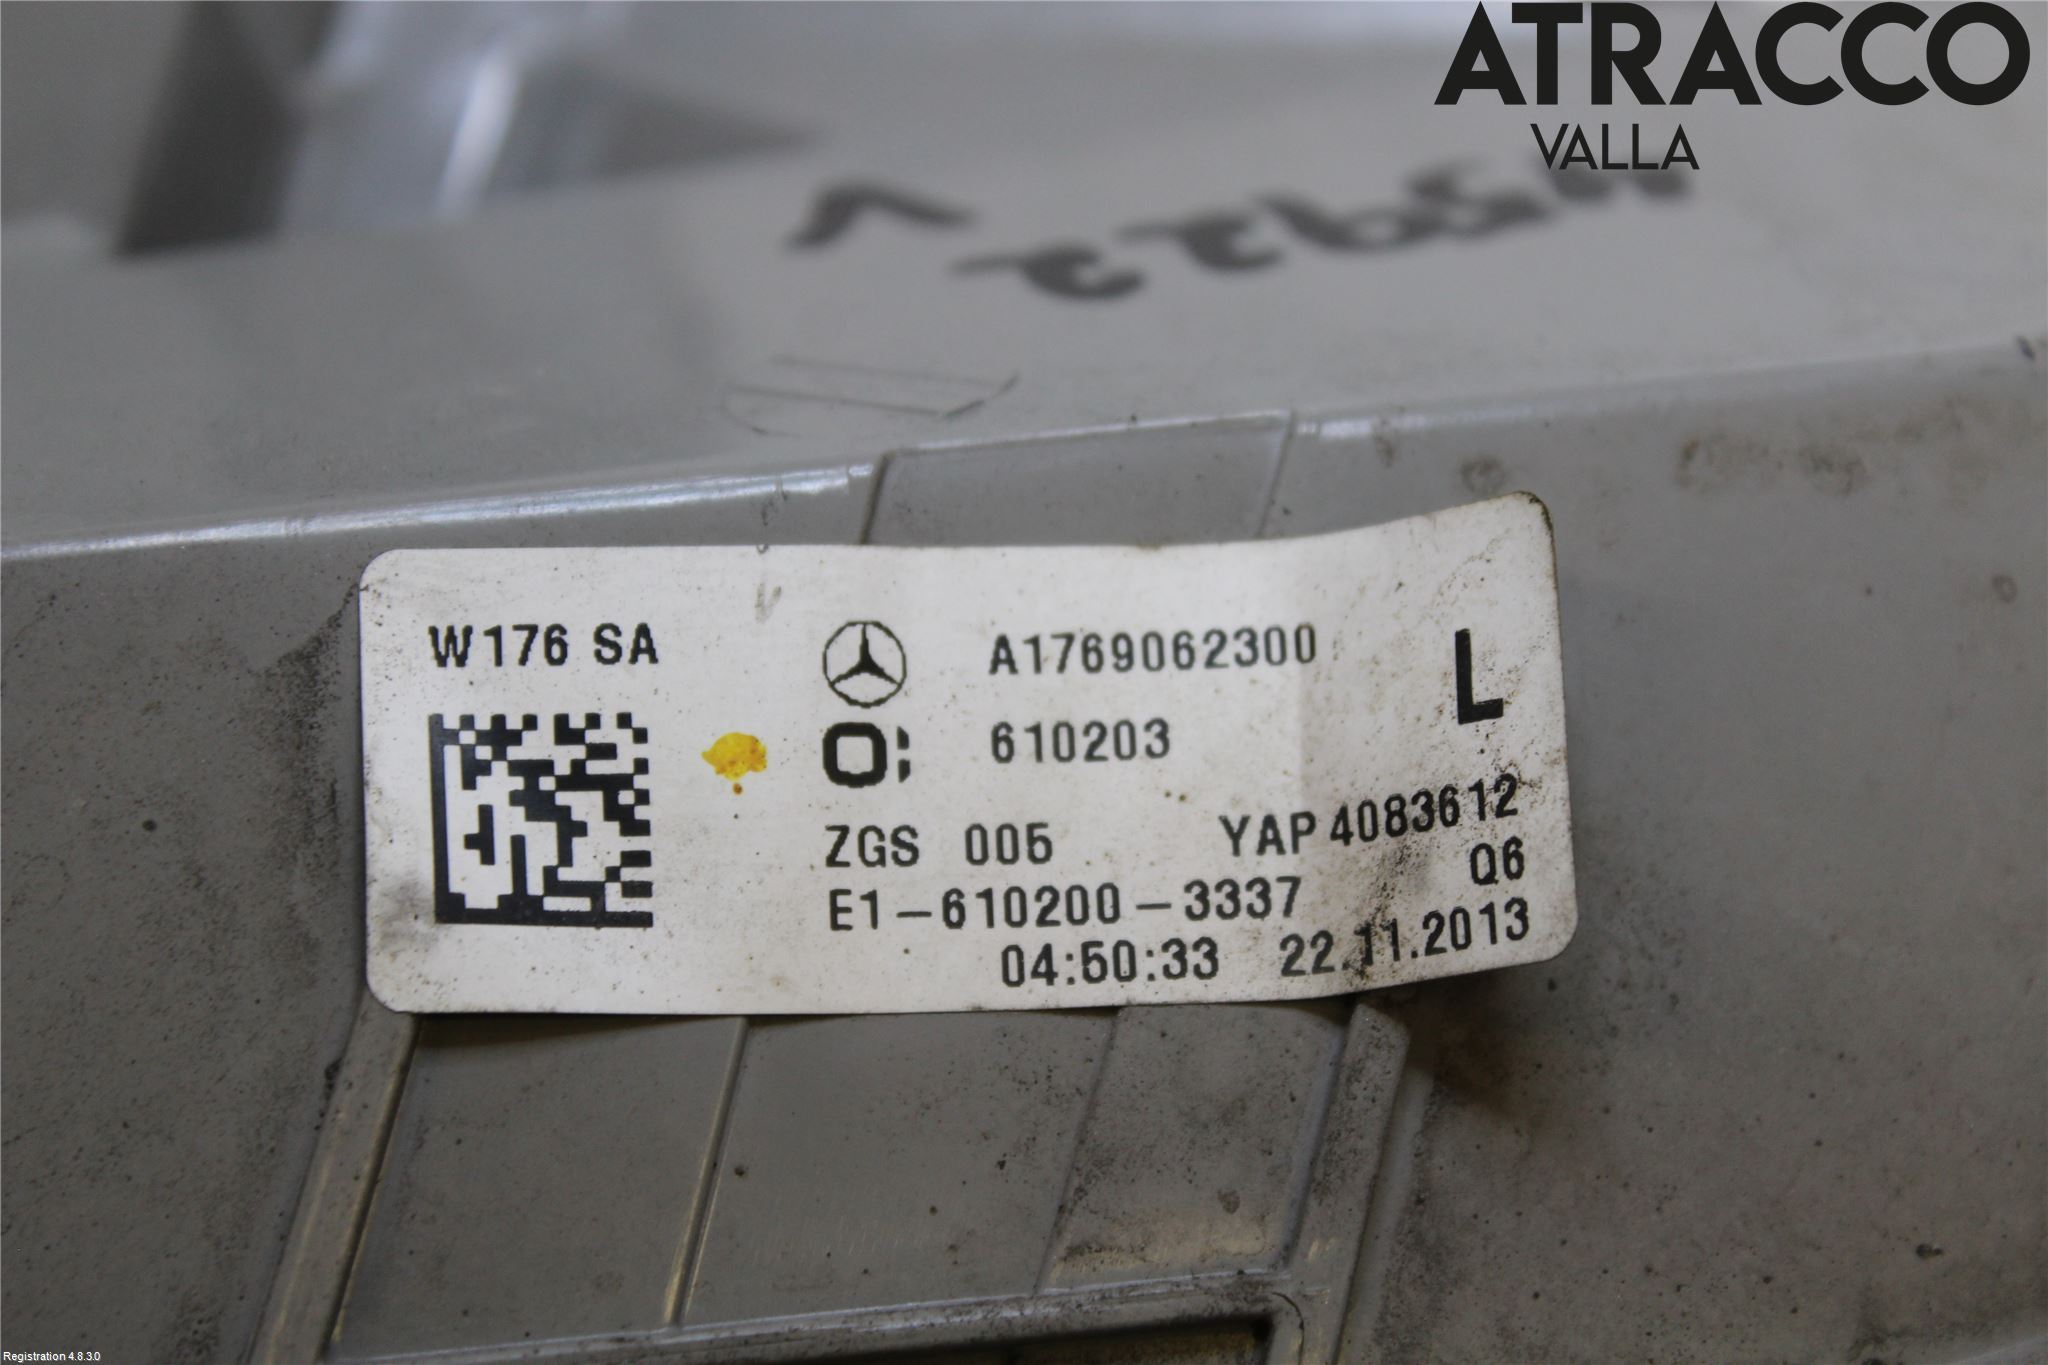 ATRACCO
VALLA
W176 SA
A1769062300
L
610203
ZGS 005
YAP 4083612
E1-610200-3337
Q6
04:50:33 22.11.2013
Registration 4.8.3.0